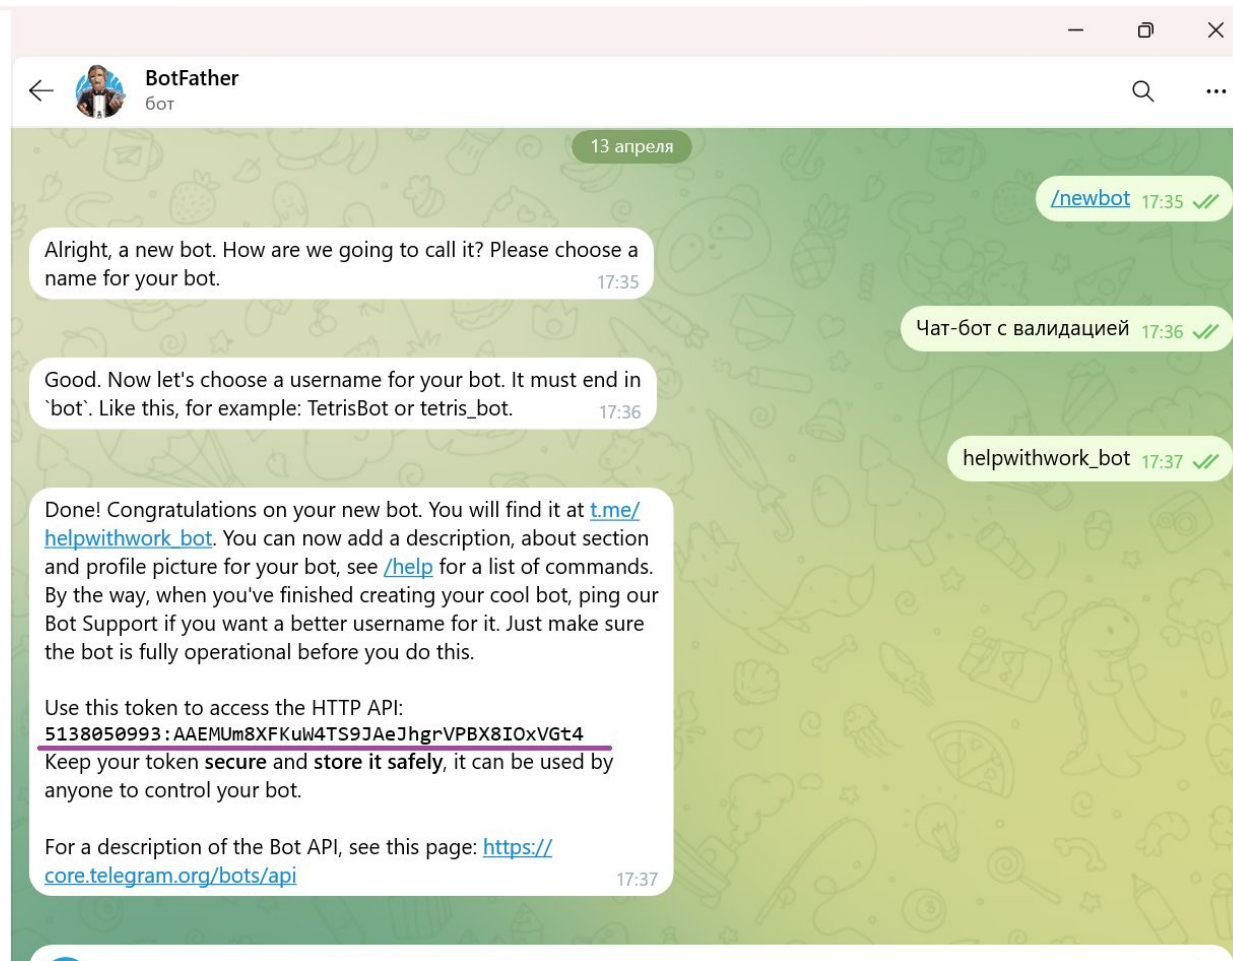 BotFather
бот
13 апреля
/newbot 17:35
Alright, a new bot. How are we going to call it? Please choose a
name for your bot. 17:35
Чат-бот с валидацией 17:36
Good. Now let's choose a username for your bot. It must end in
`bot`. Like this, for example: TetrisBot or tetris_bot. 17:36
helpwithwork_bot 17:37
Done! Congratulations on your new bot. You will find it at t.me/
helpwithwork_bot. You can now add a description, about section
and profile picture for your bot, see /help for a list of commands.
By the way, when you've finished creating your cool bot, ping our
Bot Support if you want a better username for it. Just make sure
the bot is fully operational before you do this.
Use this token to access the HTTP API:
5138050993:AAEMUm8XFKuW4TS9JAeJhgrVPBX8IOxVGt4
Keep your token secure and store it safely, it can be used by
anyone to control your bot.
For a description of the Bot API, see this page: https://
core.telegram.org/bots/api 17:37